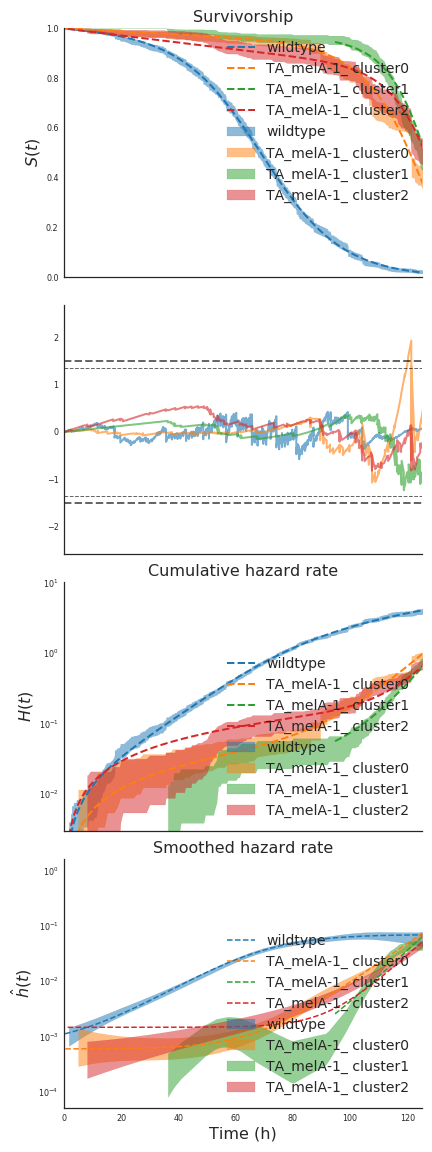 Survivorship
1.0
0.8
0.6
0.4
0.2
0.0
S(t)
wildtype
TA_melA-1_ cluster0
TA_melA-1_ cluster1
TA_melA-1_ cluster2
wildtype
TA_melA-1_ cluster0
TA_melA-1_ cluster1
TA_melA-1_ cluster2
2
1
0
−1
−2
Cumulative hazard rate
10¹
10⁰
10⁻¹
10⁻²
H(t)
wildtype
TA_melA-1_ cluster0
TA_melA-1_ cluster1
TA_melA-1_ cluster2
wildtype
TA_melA-1_ cluster0
TA_melA-1_ cluster1
TA_melA-1_ cluster2
Smoothed hazard rate
10⁰
10⁻¹
10⁻²
10⁻³
10⁻⁴
ĥ(t)
wildtype
TA_melA-1_ cluster0
TA_melA-1_ cluster1
TA_melA-1_ cluster2
wildtype
TA_melA-1_ cluster0
TA_melA-1_ cluster1
TA_melA-1_ cluster2
0 20 40 60 80 100 120
Time (h)